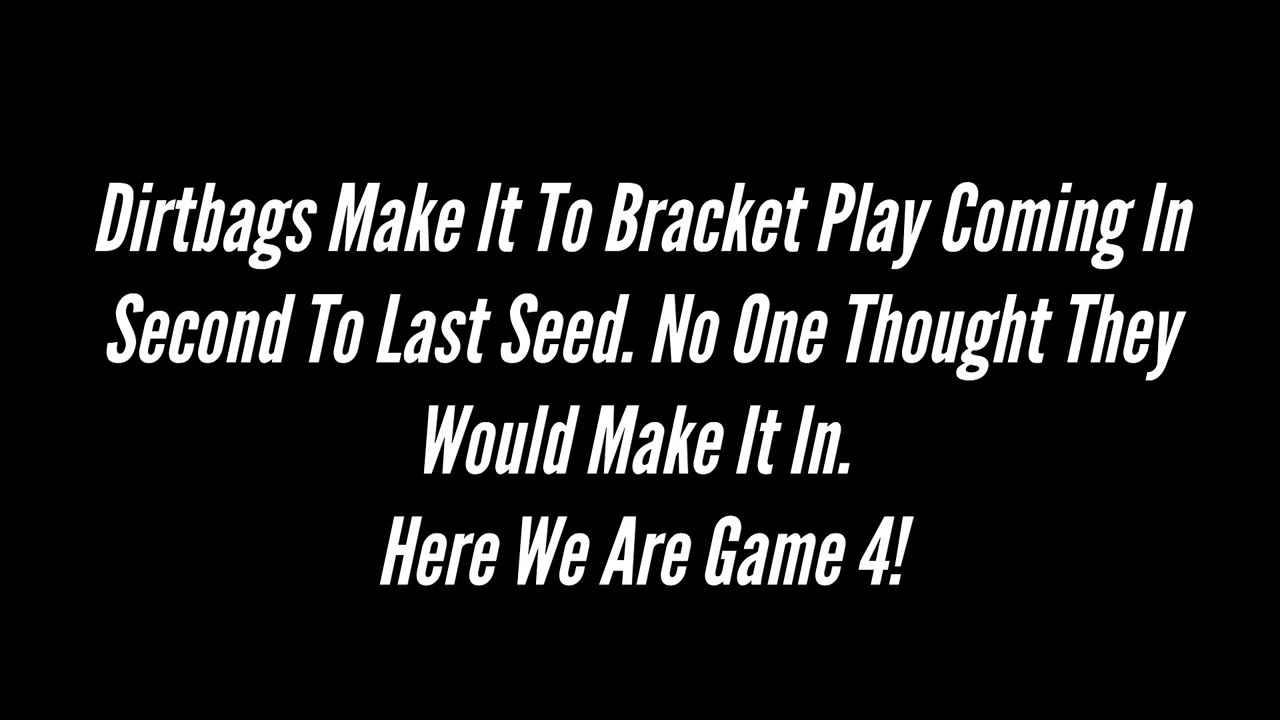 Dirtbags Make It To Bracket Play Coming In
Second To Last Seed. No One Thought They
Would Make It In.
Here We Are Game 4!